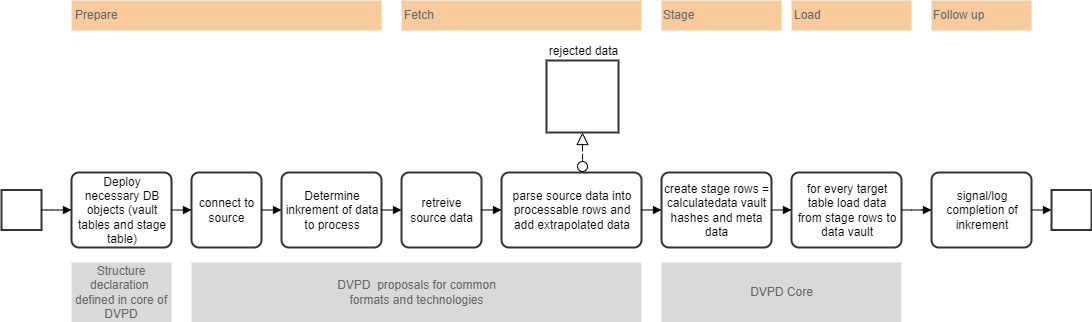 Prepare
Fetch
Stage
Load
Follow up
rejected data
Deploy
necessary DB
objects (vault
tables and stage
table)
connect to
source
Determine
inkrement of data
to process
retreive
source data
parse source data into
processable rows and
add extrapolated data
create stage rows =
calculatedata vault
hashes and meta
data
for every target
table load data
from stage rows to
data vault
signal/log
completion of
inkrement
Structure
declaration
defined in core of
DVPD
DVPD  proposals for common
formats and technologies
DVPD Core